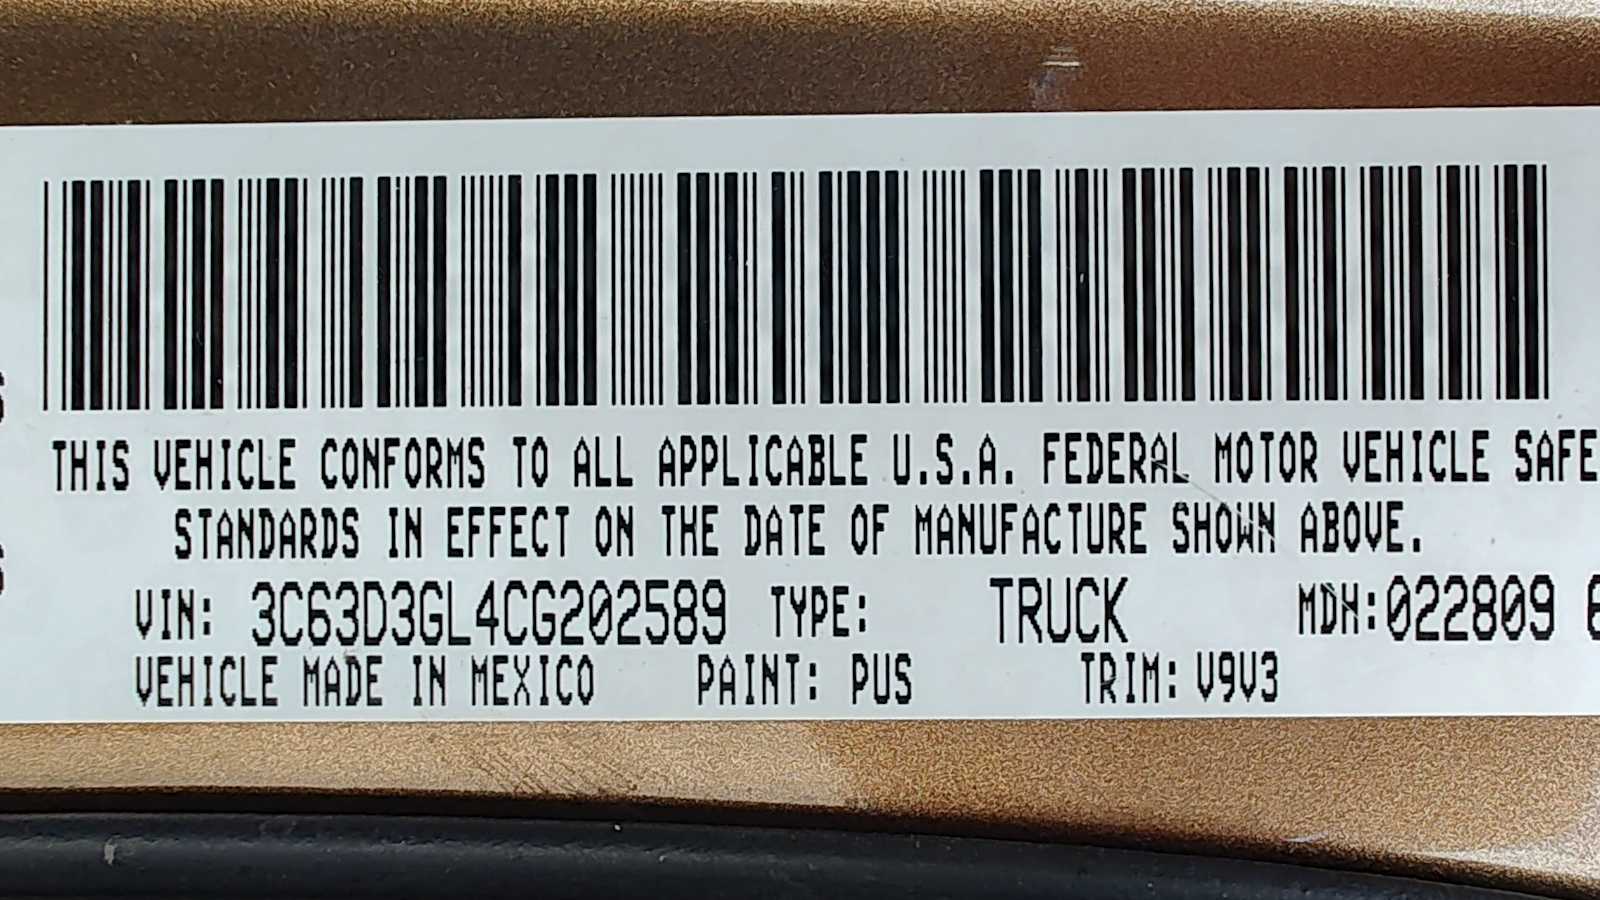 THIS VEHICLE CONFORMS TO ALL APPLICABLE U.S.A. FEDERAL MOTOR VEHICLE SAFE
STANDARDS IN EFFECT ON THE DATE OF MANUFACTURE SHOWN ABOVE.
VIN: 3C63D3GL4CG202589 TYPE: TRUCK MDH:022809
VEHICLE MADE IN MEXICO PAINT: PUS TRIM: V9V3